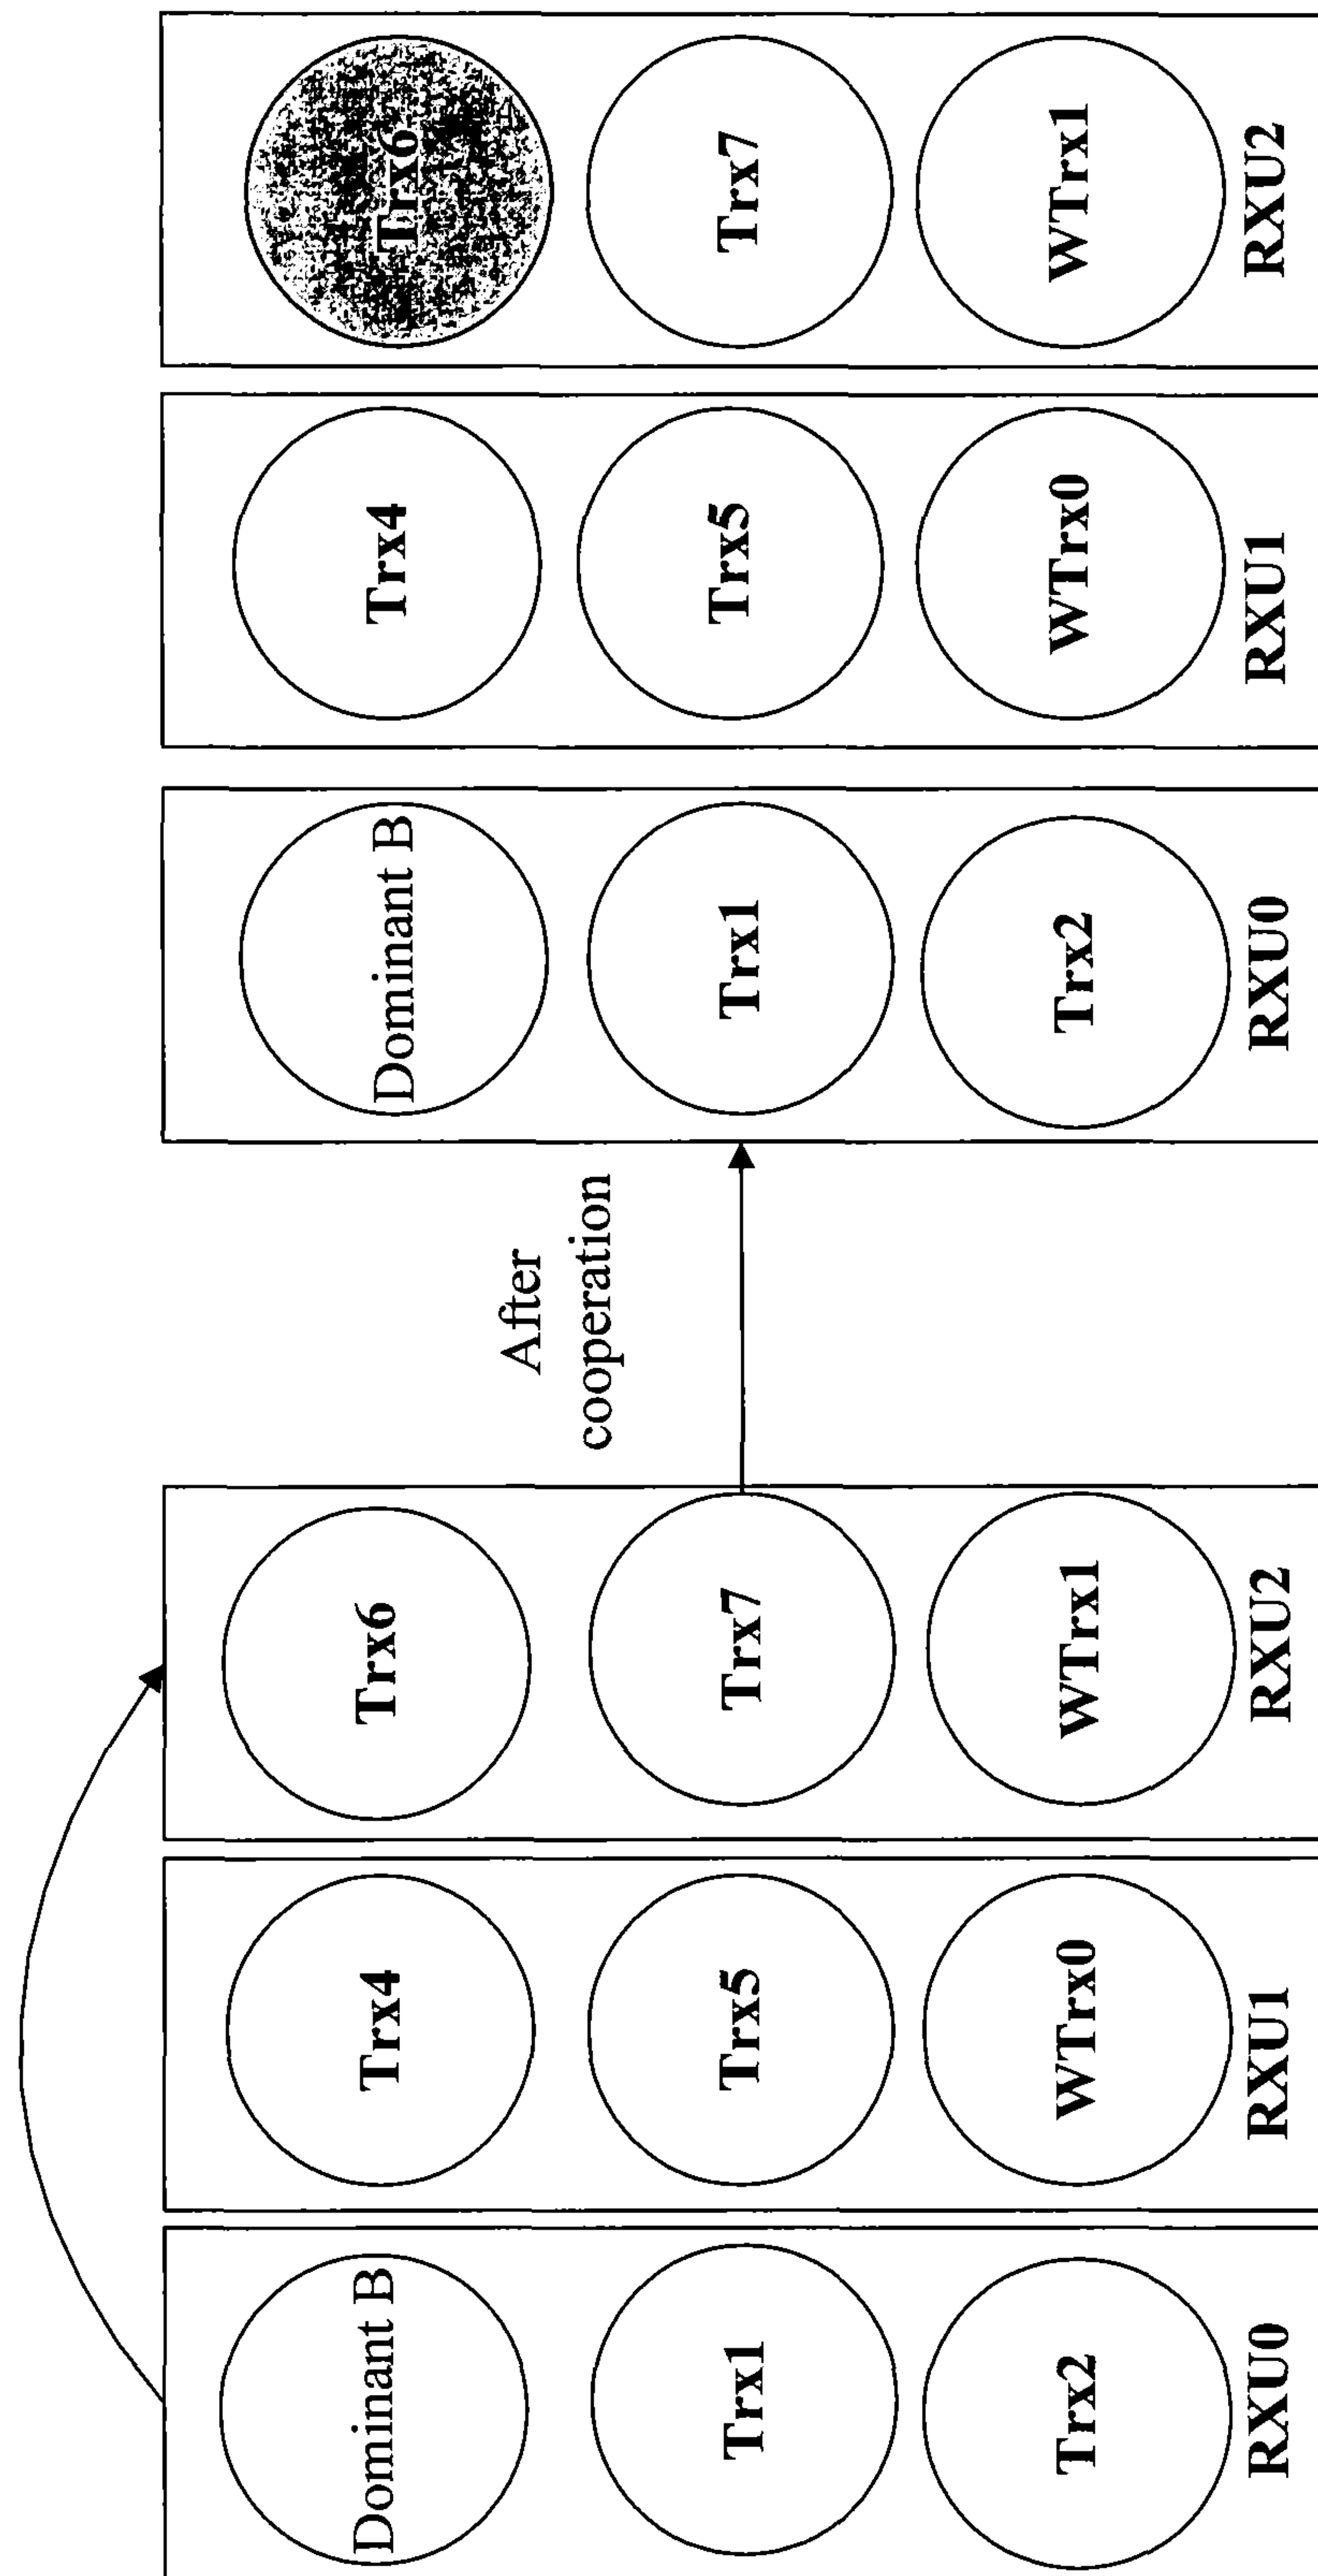 Dominant B
Trx1
Trx2
RXU0
Trx4
Trx5
WTrx0
RXU1
Trx6
Trx7
WTrx1
RXU2
After
cooperation
Dominant B
Trx1
Trx2
RXU0
Trx4
Trx5
WTrx0
RXU1
Trx6
Trx7
WTrx1
RXU2